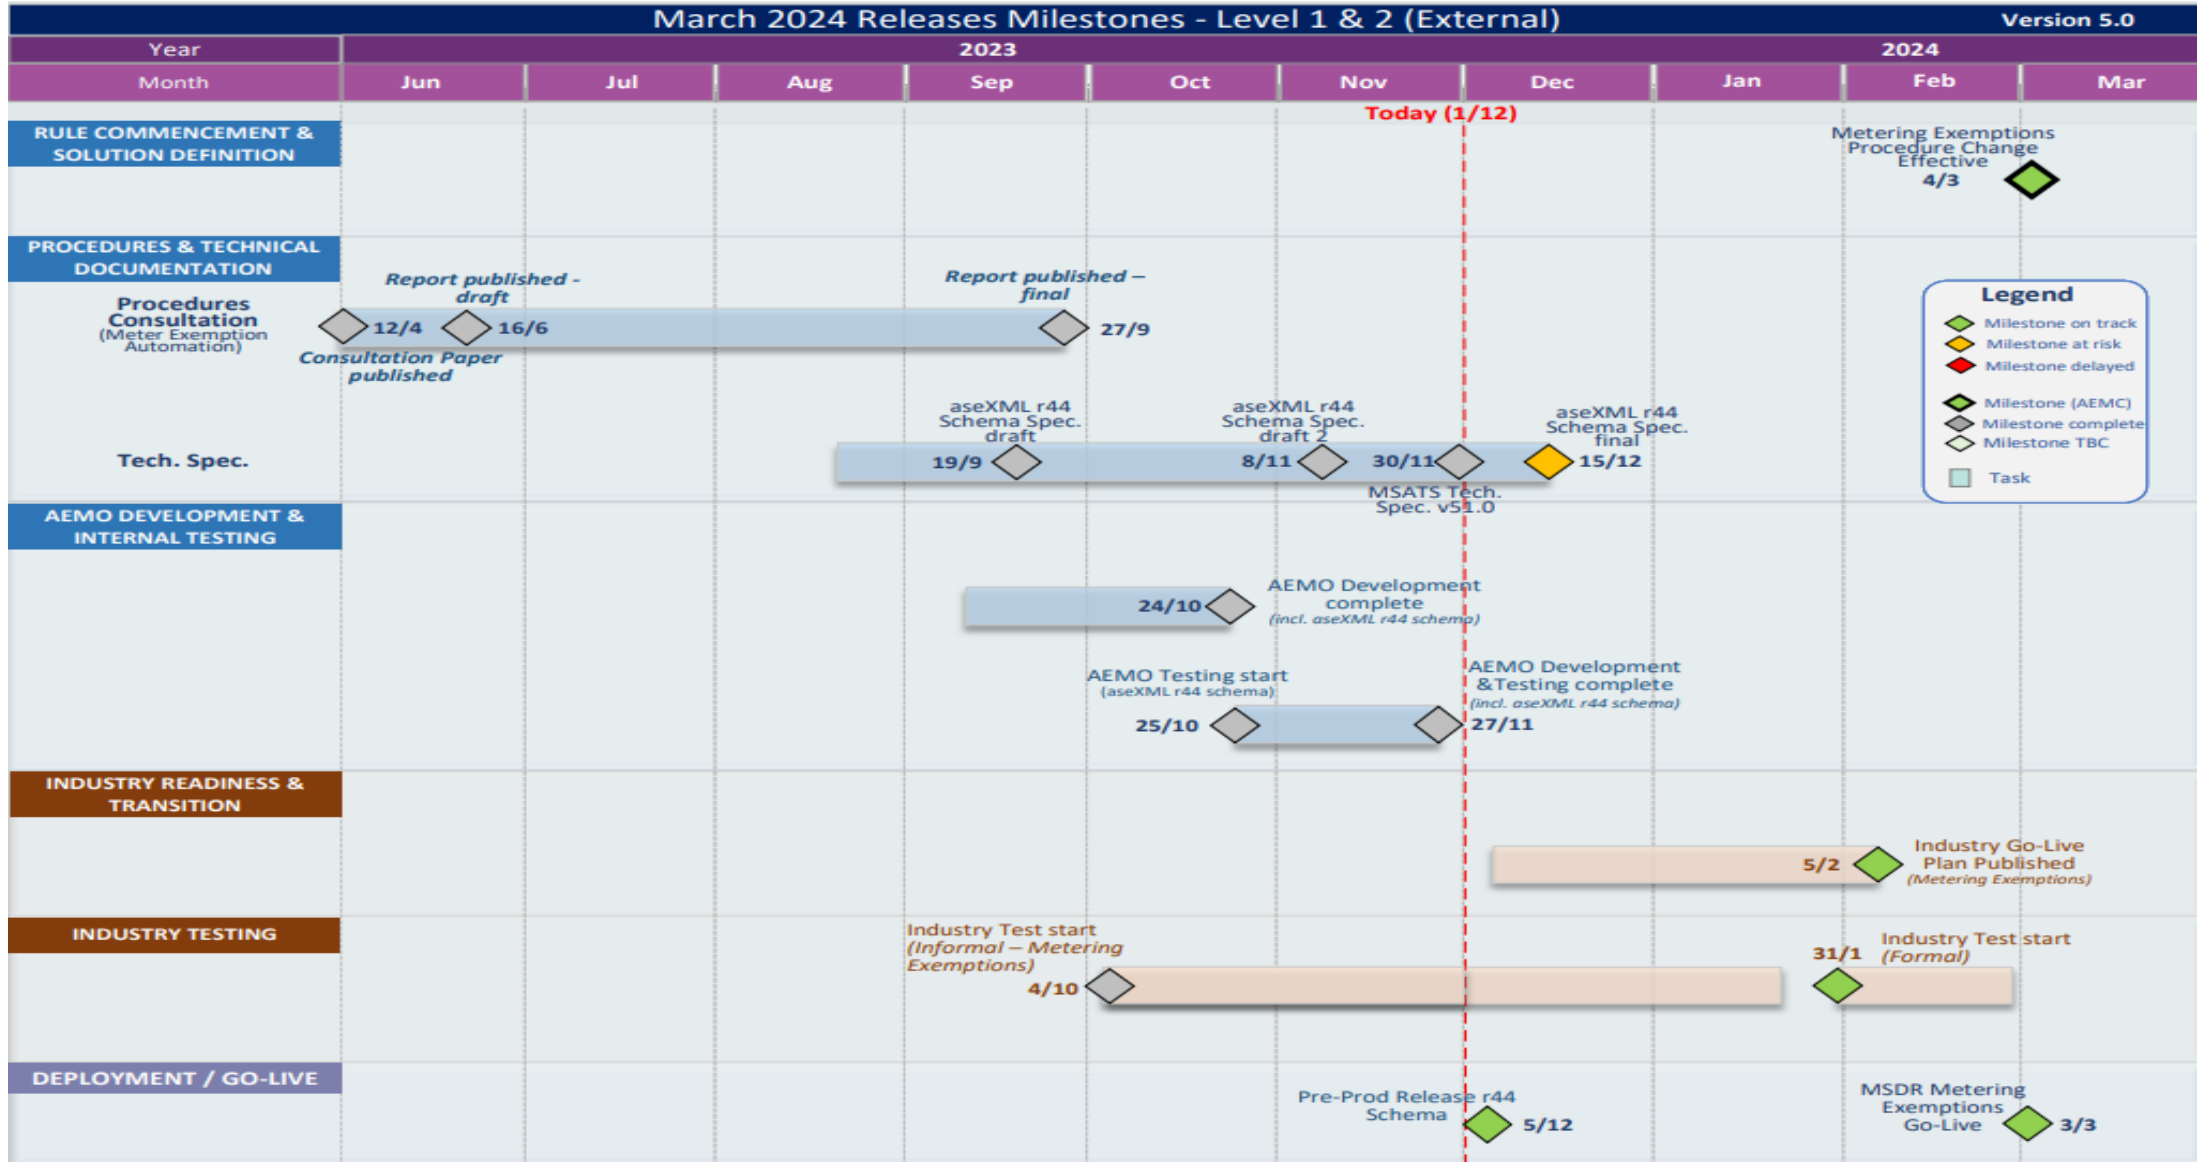 March 2024 Releases Milestones - Level 1 & 2 (External)
Version 5.0
Year
2023
2024
Month
Jun
Jul
Aug
Sep
Oct
Nov
Dec
Jan
Feb
Mar
Today (1/12)
RULE COMMENCEMENT &
SOLUTION DEFINITION
Metering Exemptions
Procedure Change
Effective
4/3
PROCEDURES & TECHNICAL
DOCUMENTATION
Procedures
Consultation
(Meter Exemption
Automation)
Report published -
draft
Report published –
final
12/4
16/6
27/9
Consultation Paper
published
Legend
Milestone on track
Milestone at risk
Milestone delayed
Milestone (AEMC)
Milestone complete
Milestone TBC
Task
Tech. Spec.
aseXML r44
Schema Spec.
draft
19/9
aseXML r44
Schema Spec.
draft 2
8/11
30/11
MSATS Tech.
Spec. v51.0
aseXML r44
Schema Spec.
final
15/12
AEMO DEVELOPMENT &
INTERNAL TESTING
24/10
AEMO Development
complete
(incl. aseXML r44 schema)
AEMO Testing start
(aseXML r44 schema)
25/10
AEMO Development
&Testing complete
(incl. aseXML r44 schema)
27/11
INDUSTRY READINESS &
TRANSITION
5/2
Industry Go-Live
Plan Published
(Metering Exemptions)
INDUSTRY TESTING
Industry Test start
(Informal – Metering
Exemptions)
4/10
31/1
Industry Test start
(Formal)
DEPLOYMENT / GO-LIVE
Pre-Prod Release r44
Schema
5/12
MSDR Metering
Exemptions
Go-Live
3/3